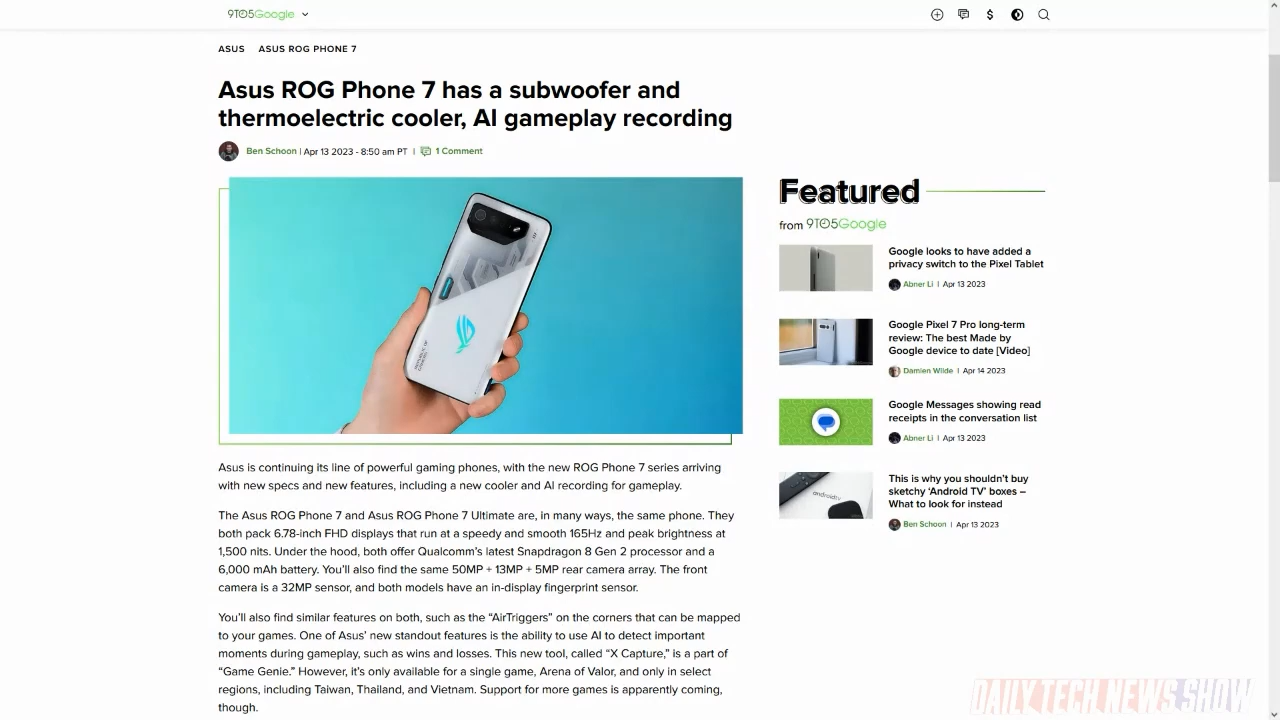 9TO5Google
ASUS ASUS ROG PHONE 7
Asus ROG Phone 7 has a subwoofer and
thermoelectric cooler, AI gameplay recording
Ben Schoon | Apr 13 2023 - 8:50 am PT | 1 Comment
Asus is continuing its line of powerful gaming phones, with the new ROG Phone 7 series arriving
with new specs and new features, including a new cooler and AI recording for gameplay.
The Asus ROG Phone 7 and Asus ROG Phone 7 Ultimate are, in many ways, the same phone. They
both pack 6.78-inch FHD displays that run at a speedy and smooth 165Hz and peak brightness at
1,500 nits. Under the hood, both offer Qualcomm's latest Snapdragon 8 Gen 2 processor and a
6,000 mAh battery. You'll also find the same 50MP + 13MP + 5MP rear camera array. The front
camera is a 32MP sensor, and both models have an in-display fingerprint sensor.
You'll also find similar features on both, such as the “AirTriggers” on the corners that can be mapped
to your games. One of Asus' new standout features is the ability to use AI to detect important
moments during gameplay, such as wins and losses. This new tool, called “X Capture,” is a part of
“Game Genie.” However, it's only available for a single game, Arena of Valor, and only in select
regions, including Taiwan, Thailand, and Vietnam. Support for more games is apparently coming,
though.
Featured
from 9TO5Google
Google looks to have added a
privacy switch to the Pixel Tablet
Abner Li | Apr 13 2023
Google Pixel 7 Pro long-term
review: The best Made by
Google device to date [Video]
Damien Wilde | Apr 14 2023
Google Messages showing read
receipts in the conversation list
Abner Li | Apr 13 2023
androidtv
This is why you shouldn't buy
sketchy ‘Android TV' boxes –
What to look for instead
Ben Schoon | Apr 13 2023
DAILY TECH NEWS SHOW